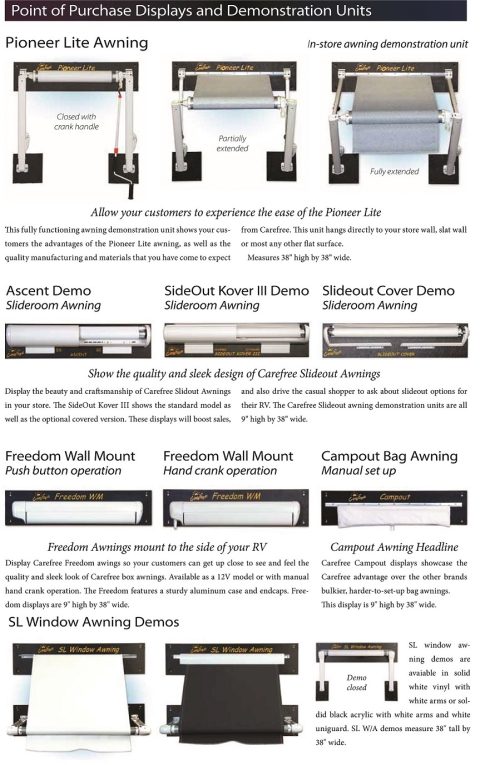 Point of Purchase Displays and Demonstration Units
Pioneer Lite Awning
In-store awning demonstration unit
Pioneer Lite
Closed with
crank handle
Pioneer Lite
Partially
extended
Pioneer Lite
Fully extended
Allow your customers to experience the ease of the Pioneer Lite
This fully functioning awning demonstration unit shows your cus-
tomers the advantages of the Pioneer Lite awning, as well as the
quality manufacturing and materials that you have come to expect
from Carefree. This unit hangs directly to your store wall, slat wall
or most any other flat surface.
Measures 38" high by 38" wide.
Ascent Demo
Slideroom Awning
SideOut Kover III Demo
Slideroom Awning
Slideout Cover Demo
Slideroom Awning
Carefree
ASCENT
Carefree
SIDEOUT KOVER III
Carefree
SLIDEOUT COVER
Show the quality and sleek design of Carefree Slideout Awnings
Display the beauty and craftsmanship of Carefree Slidout Awnings
in your store. The SideOut Kover III shows the standard model as
well as the optional covered version. These displays will boost sales,
and also drive the casual shopper to ask about slideout options for
their RV. The Carefree Slideout awning demonstration units are all
9" high by 38" wide.
Freedom Wall Mount
Push button operation
Freedom Wall Mount
Hand crank operation
Campout Bag Awning
Manual set up
Carefree Freedom WM
Carefree Freedom WM
Carefree Campout
Freedom Awnings mount to the side of your RV
Display Carefree Freedom awings so your customers can get up close to see and feel the
quality and sleek look of Carefree box awnings. Available as a 12V model or with manual
hand crank operation. The Freedom features a sturdy aluminum case and endcaps. Free-
dom displays are 9" high by 38" wide.
Campout Awning Headline
Carefree Campout displays showcase the
Carefree advantage over the other brands
bulkier, harder-to-set-up bag awnings.
This display is 9" high by 38" wide.
SL Window Awning Demos
Carefree SL Window Awning
Carefree SL Window Awning
SL Window Awning
Demo
closed
SL window aw-
ning demos are
avaiable in solid
white vinyl with
white arms or sol-
did black acrylic with white arms and white
uniguard. SL W/A demos measure 38" tall by
38" wide.